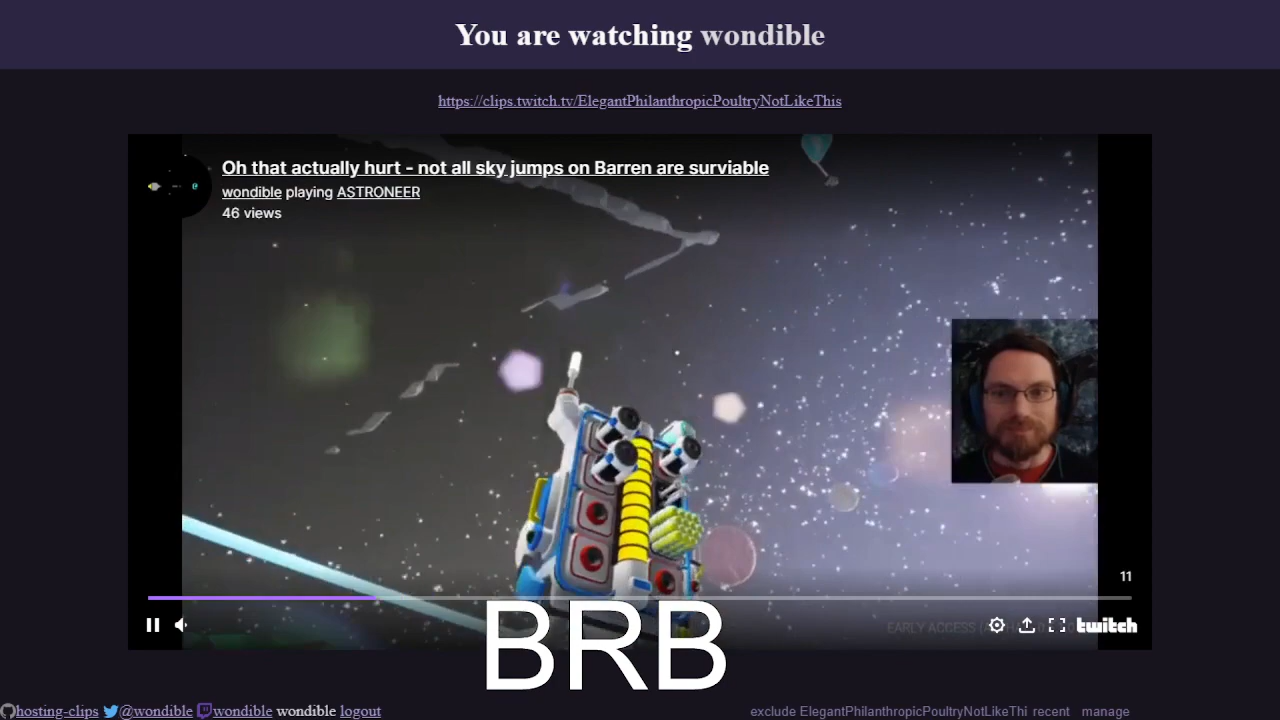 You are watching wondible
https://clips.twitch.tv/ElegantPhilanthropicPoultryNotLikeThis
Oh that actually hurt - not all sky jumps on Barren are surviable
wondible playing ASTRONEER
46 views
11
twitch
BRB
hosting-clips @wondible wondible wondible logout
exclude ElegantPhilanthropicPoultryNotLikeThi recent manage